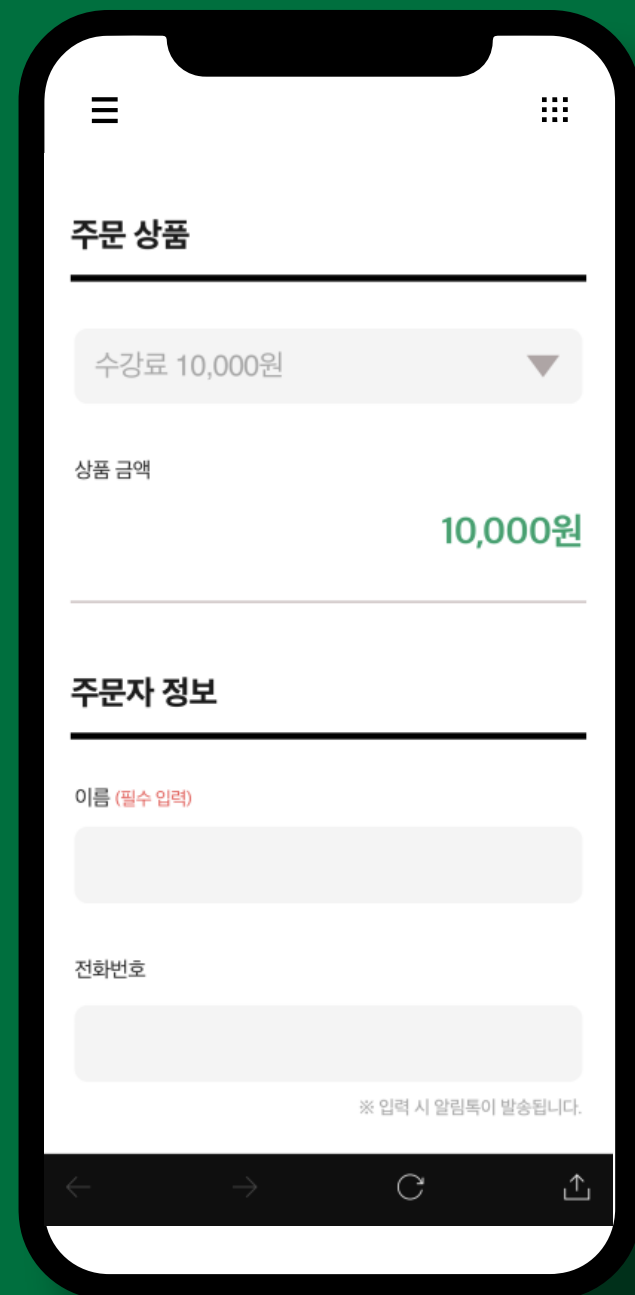 주문 상품
수강료 10,000원
상품 금액
10,000원
주문자 정보
이름 (필수 입력)
전화번호
※ 입력 시 알림톡이 발송됩니다.